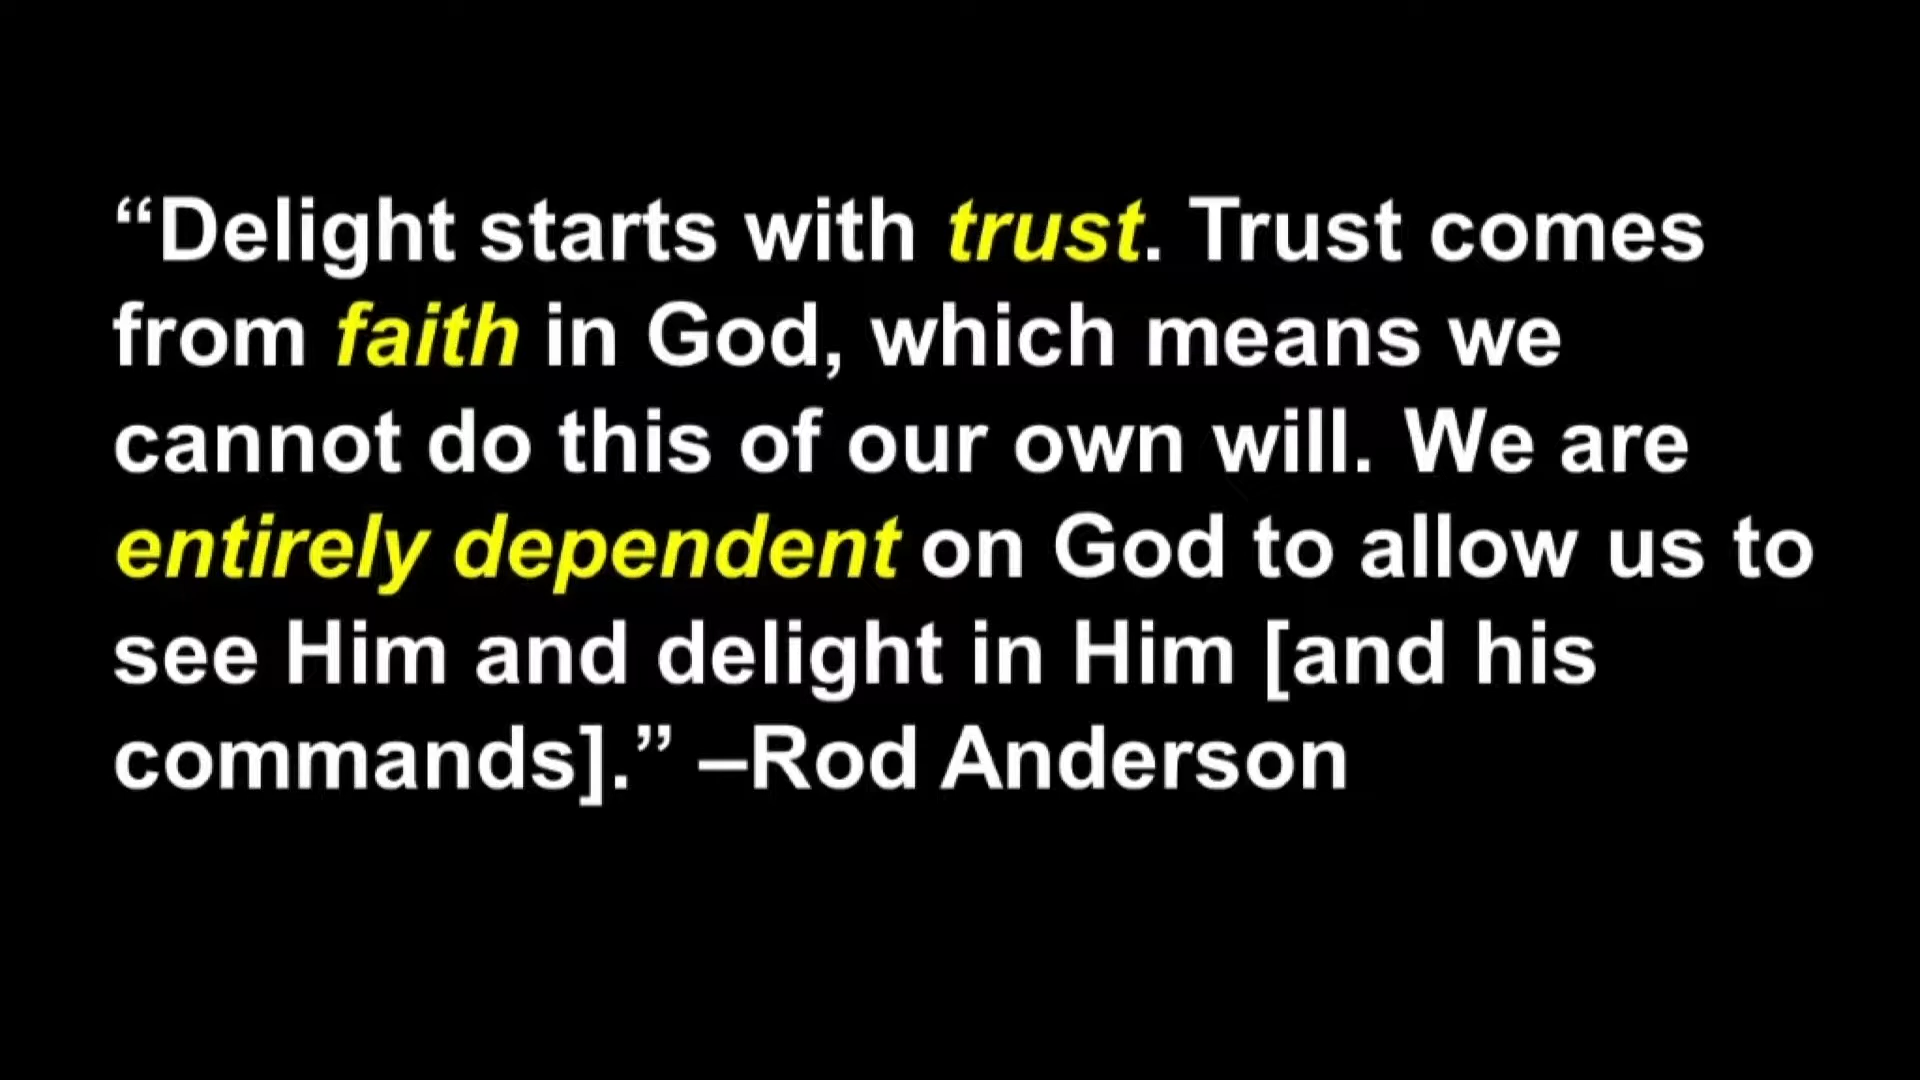 “Delight starts with trust. Trust comes
from faith in God, which means we
cannot do this of our own will. We are
entirely dependent on God to allow us to
see Him and delight in Him [and his
commands].” –Rod Anderson